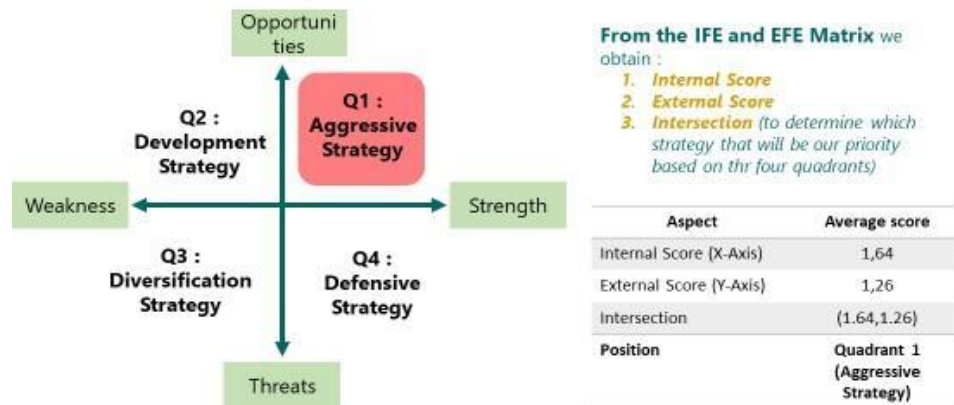 Opportuni
ties
Q1 :
Aggressive
Strategy
Q2 :
Development
Strategy
Weakness
Strength
Q3 :
Diversification
Strategy
Q4 :
Defensive
Strategy
Threats
From the IFE and EFE Matrix we
obtain :
1. Internal Score
2. External Score
3. Intersection (to determine which
strategy that will be our priority
based on thr four quadrants)
Aspect Average score
Internal Score (X-Axis) 1,64
External Score (Y-Axis) 1,26
Intersection (1.64,1.26)
Position Quadrant 1
(Aggressive
Strategy)